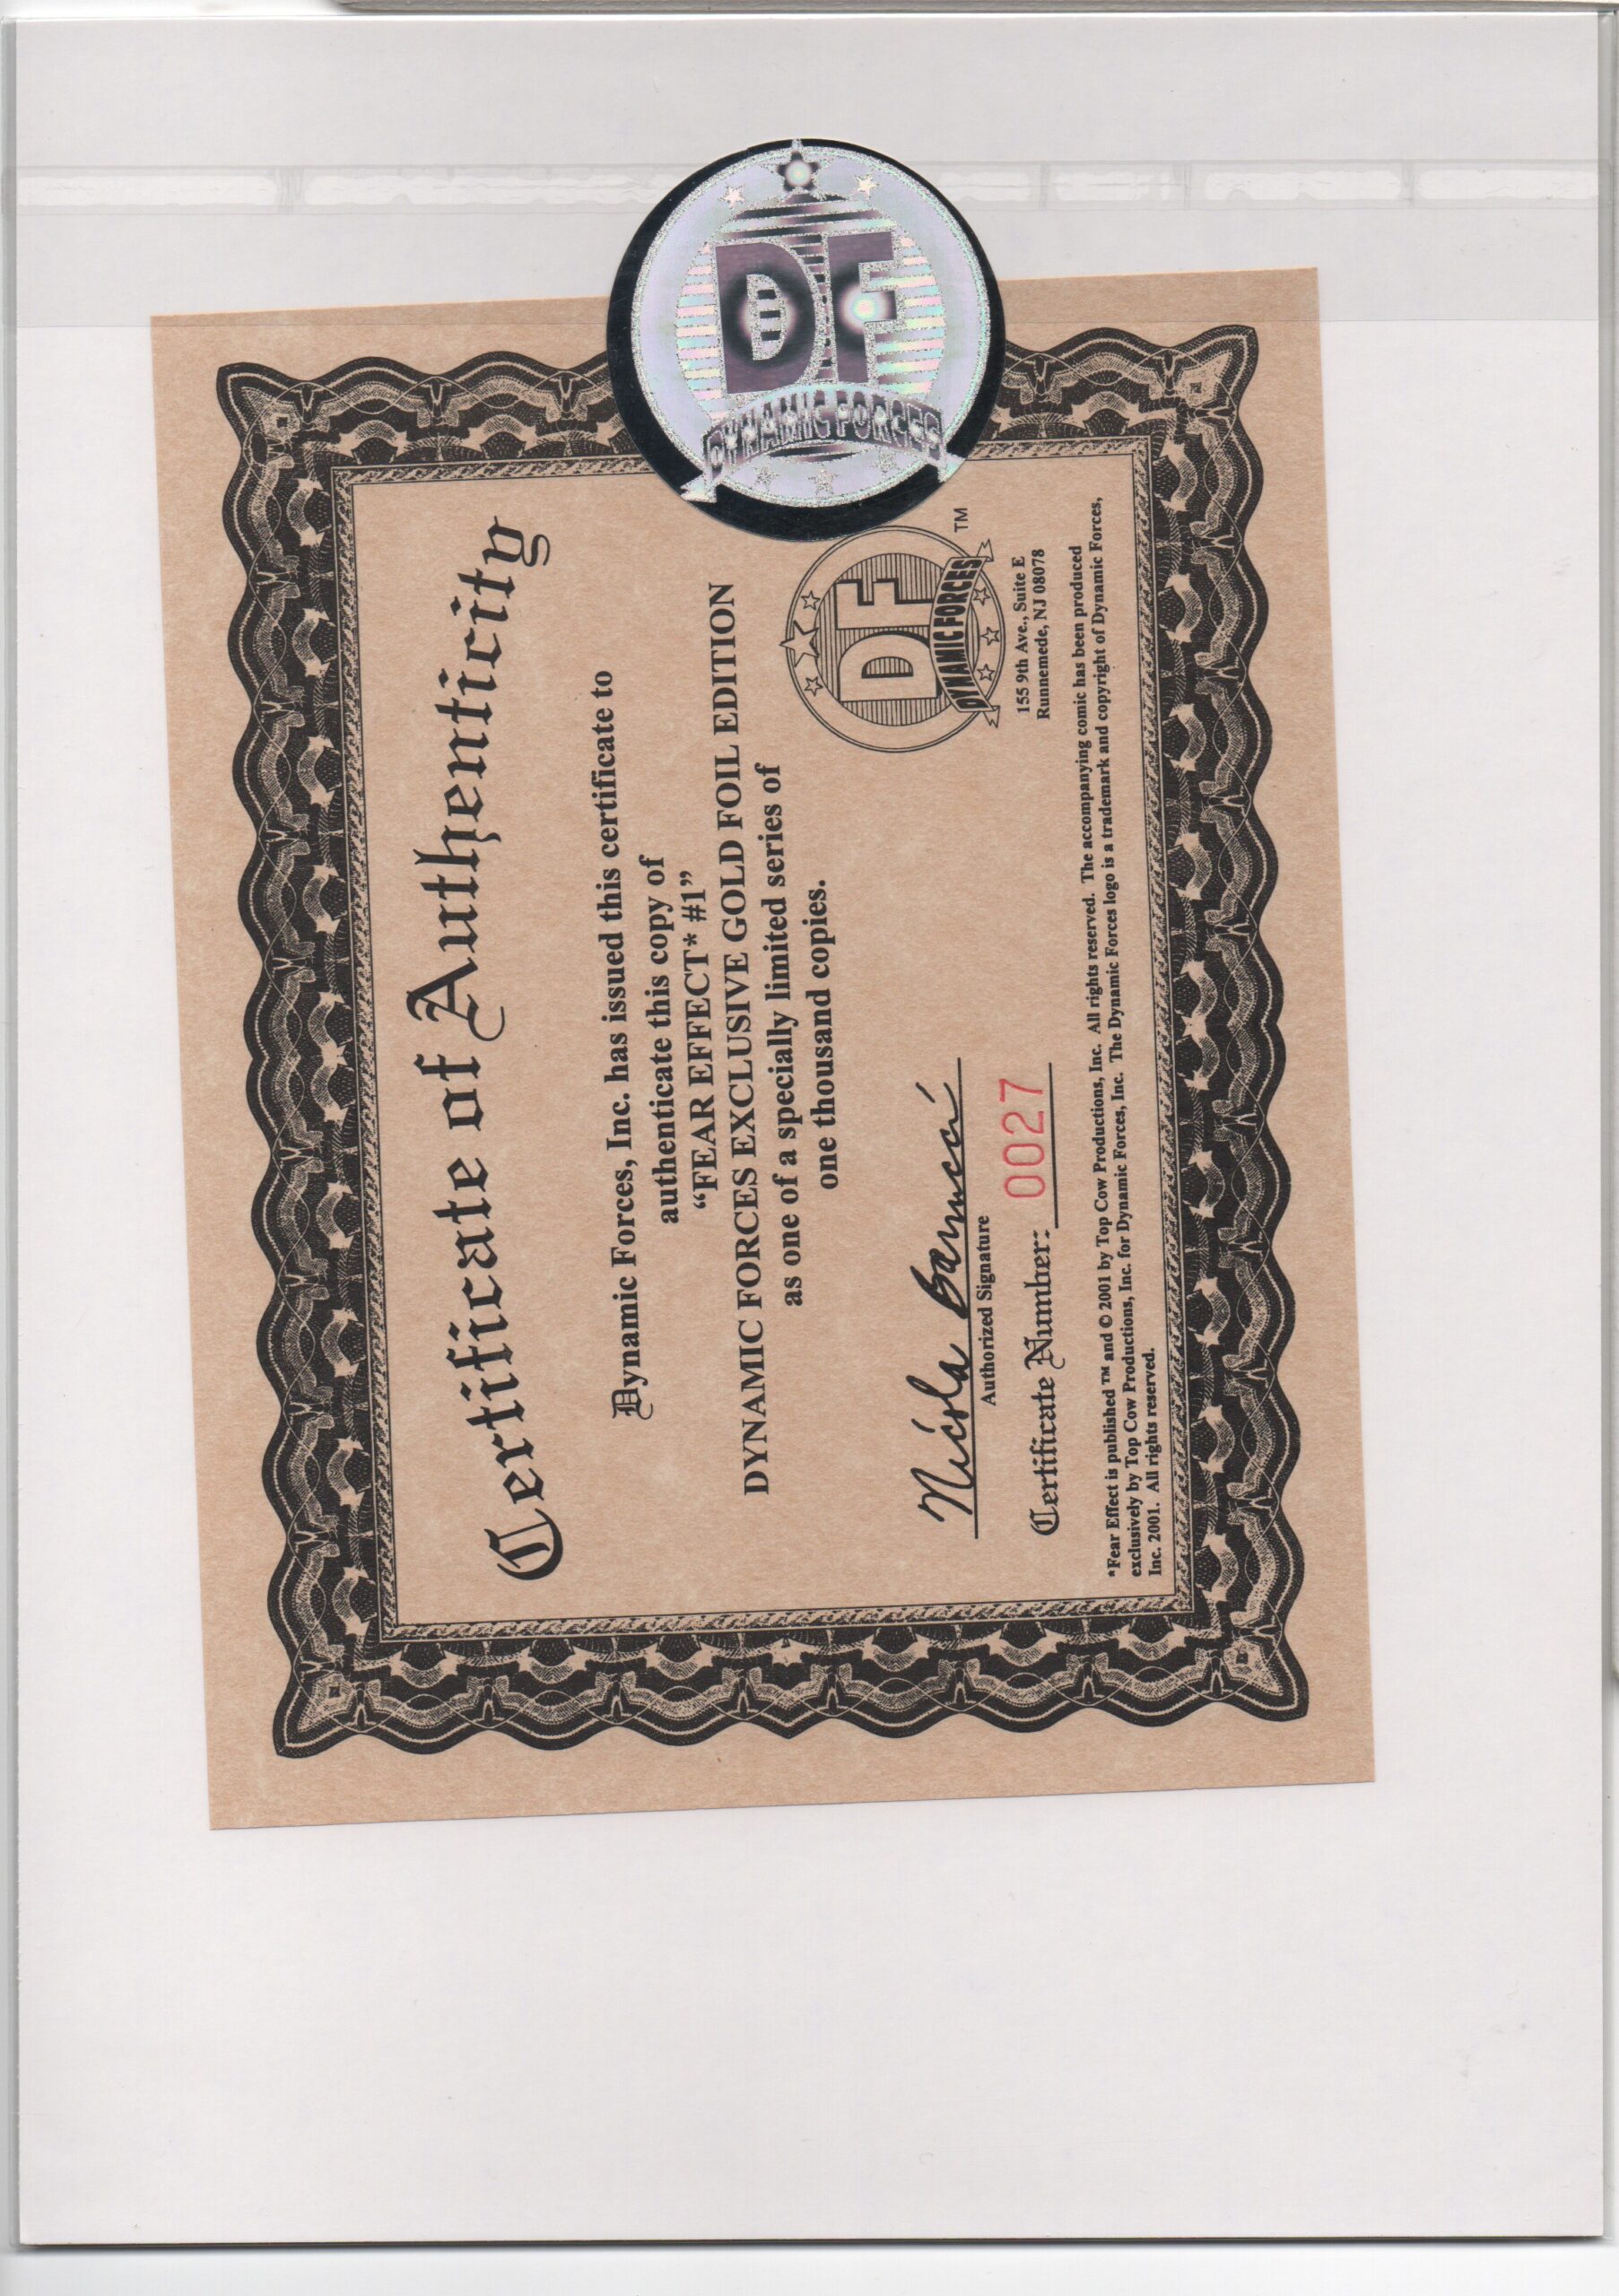 DF
DYNAMIC FORCES
Certificate of Authenticity
Dynamic Forces, Inc. has issued this certificate to
authenticate this copy of
“FEAR EFFECT* #1”
DYNAMIC FORCES EXCLUSIVE GOLD FOIL EDITION
as one of a specially limited series of
one thousand copies.
Authorized Signature
Certificate Number: 0027
DF
DYNAMIC FORCES
TM
155 9th Ave., Suite E
Runnemede, NJ 08078
*Fear Effect is published ™ and © 2001 by Top Cow Productions, Inc. All rights reserved. The accompanying comic has been produced
exclusively by Top Cow Productions, Inc. for Dynamic Forces, Inc. The Dynamic Forces logo is a trademark and copyright of Dynamic Forces,
Inc. 2001. All rights reserved.